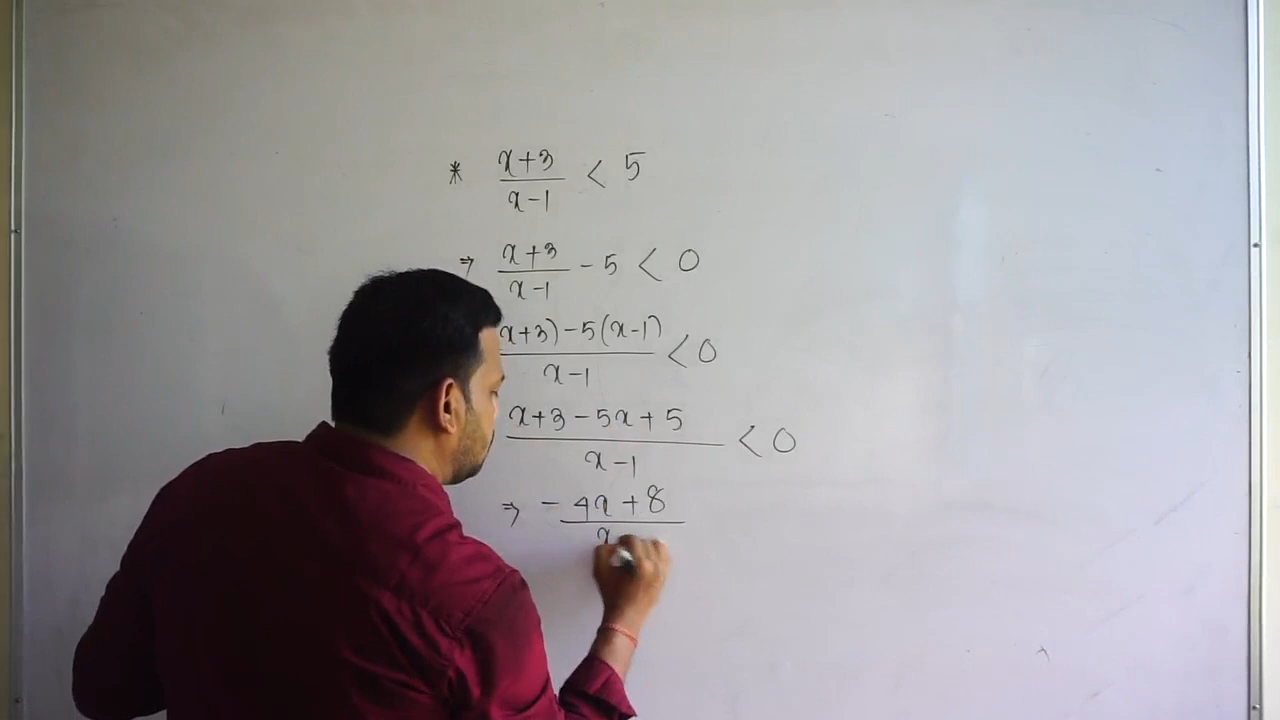 * (x+3)/(x-1) < 5
⇒ (x+3)/(x-1) - 5 < 0
x+3) - 5(x-1)/(x-1) < 0
(x+3-5x+5)/(x-1) < 0
⇒ (-4x+8)/x